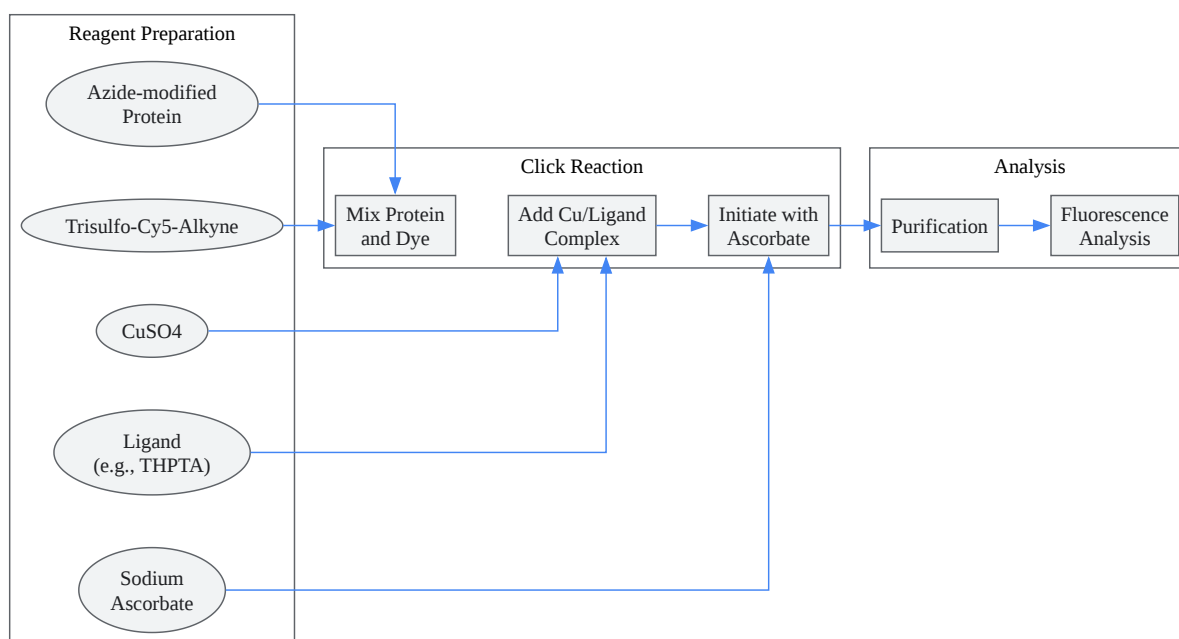 Reagent Preparation
Azide-modified
Protein
Trisulfo-Cy5-Alkyne
CuSO4
Ligand
(e.g., THPTA)
Sodium
Ascorbate
Click Reaction
Mix Protein
and Dye
Add Cu/Ligand
Complex
Initiate with
Ascorbate
Analysis
Purification
Fluorescence
Analysis